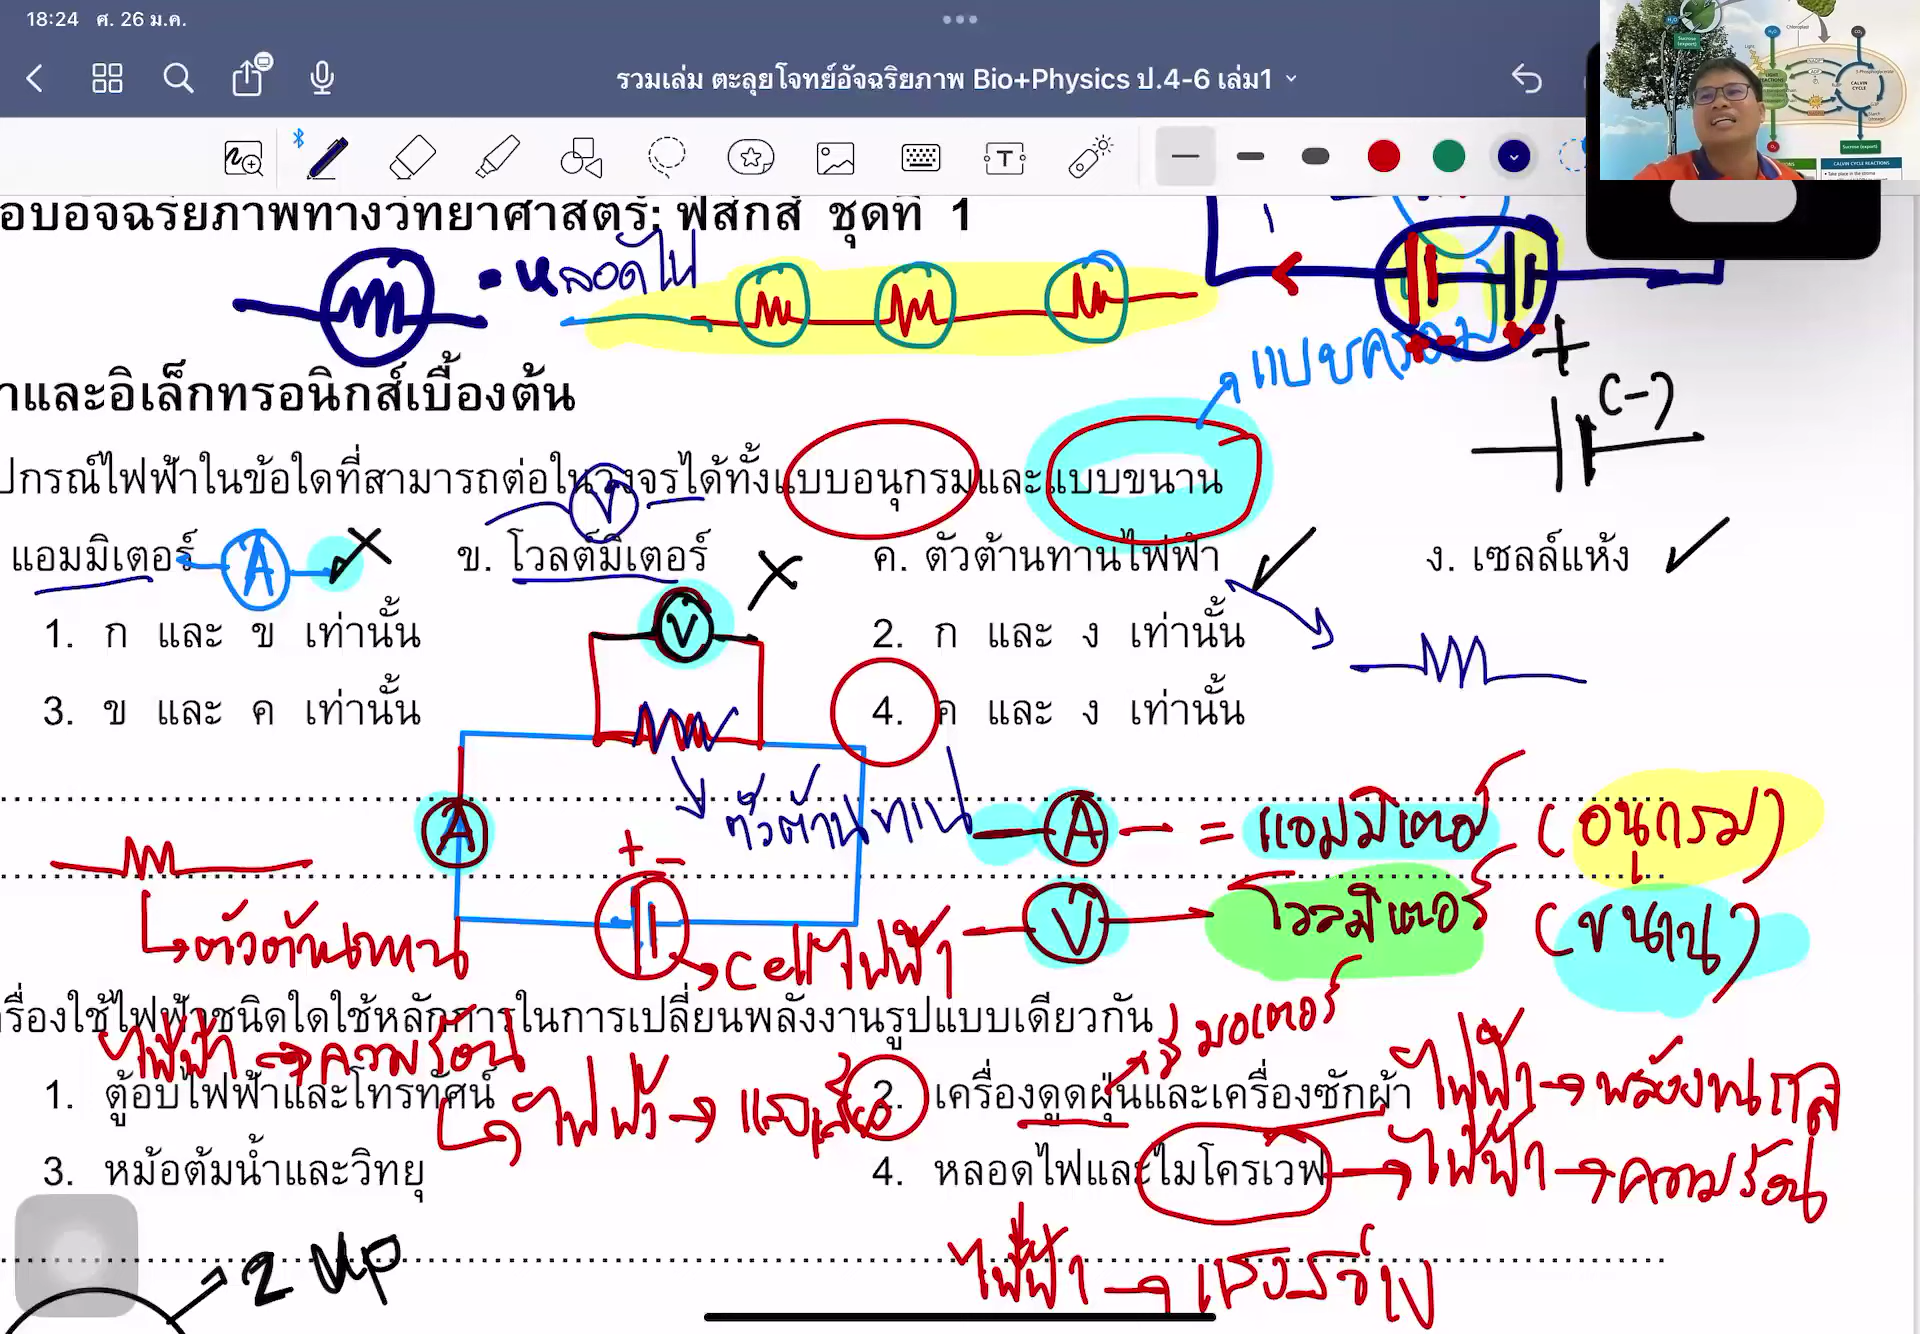 18:24 ศ. 26 ม.ค.
รวมเล่ม ตะลุยโจทย์อัจฉริยภาพ Bio+Physics ป.4-6 เล่ม1
อบอัจฉริยภาพทางวิทยาศาสตร์: ฟิสิกส์ ชุดที่ 1
= หลอดไฟ
แบบคร่อม
+ - + -
+
(-)
าและอิเล็กทรอนิกส์เบื้องต้น
ปกรณ์ไฟฟ้าในข้อใดที่สามารถต่อในวงจรได้ทั้งแบบอนุกรมและแบบขนาน
V
แอมมิเตอร์ A ข. โวลต์มิเตอร์ ค. ตัวต้านทานไฟฟ้า ง. เซลล์แห้ง
V
1. ก และ ข เท่านั้น 2. ก และ ง เท่านั้น
3. ข และ ค เท่านั้น 4. ค และ ง เท่านั้น
A ตัวต้านทาน A = แอมมิเตอร์ (อนุกรม)
+ -
ตัวต้านทาน cellไฟฟ้า V โวลมิเตอร์ (ขนาน)
ครื่องใช้ไฟฟ้าชนิดใดใช้หลักการในการเปลี่ยนพลังงานรูปแบบเดียวกัน
ไฟฟ้า → ความร้อน มอเตอร์
1. ตู้อบไฟฟ้าและโทรทัศน์ 2. เครื่องดูดฝุ่นและเครื่องซักผ้า ไฟฟ้า → พลังงานกล
ไฟฟ้า →
3. หม้อต้มน้ำและวิทยุ 4. หลอดไฟและไมโครเวฟ → ไฟฟ้า → ความร้อน
2 up ไฟฟ้า → แสงสว่าง